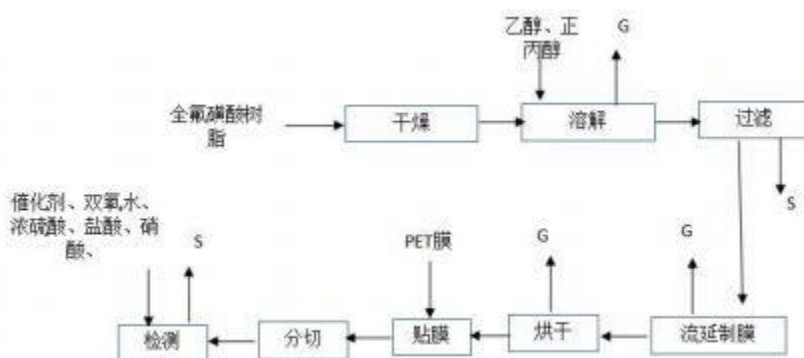 乙醇、正
丙醇
G
全氟磺酸树
脂
干燥
溶解
过滤
S
催化剂、双氧水、
浓硫酸、盐酸、硝
酸、
S
PET膜
G
G
检测
分切
贴膜
烘干
流延制膜